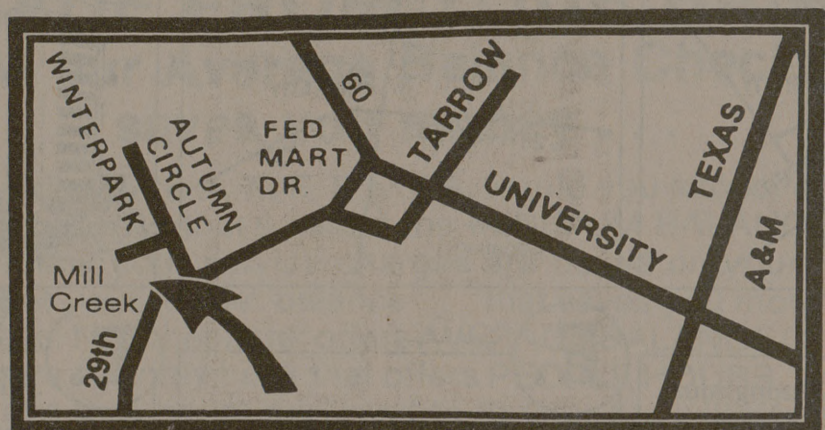 WINTERPARK
AUTUMN
CIRCLE
FED
MART
DR.
60
TARROW
UNIVERSITY
TEXAS
A&M
Mill
Creek
29th